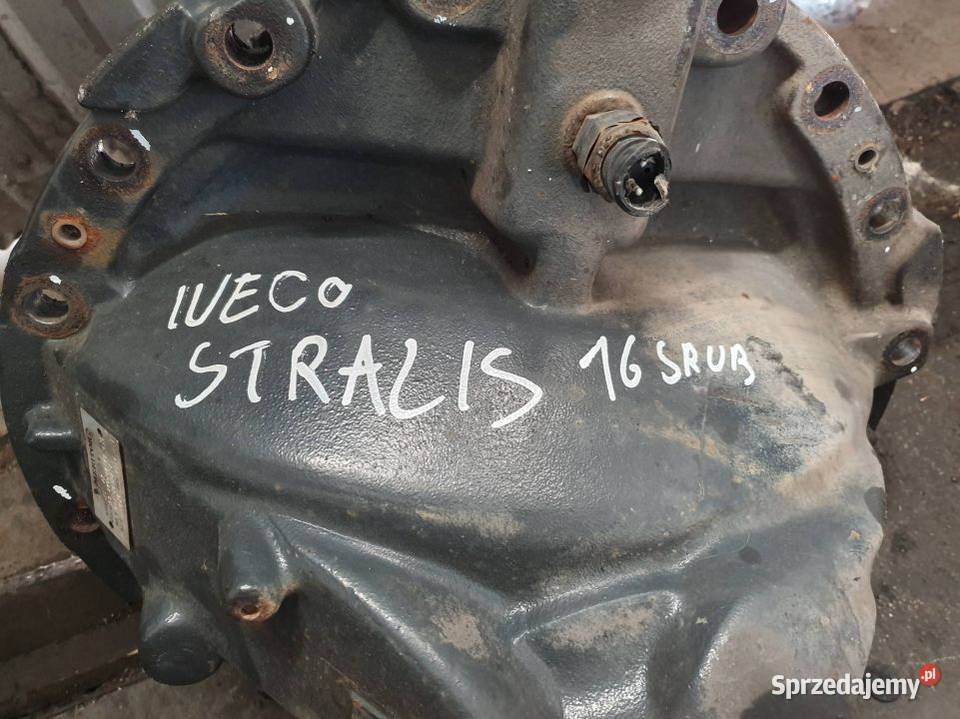 IVECO
STRALIS 16 SRUB
Sprzedajemy.pl